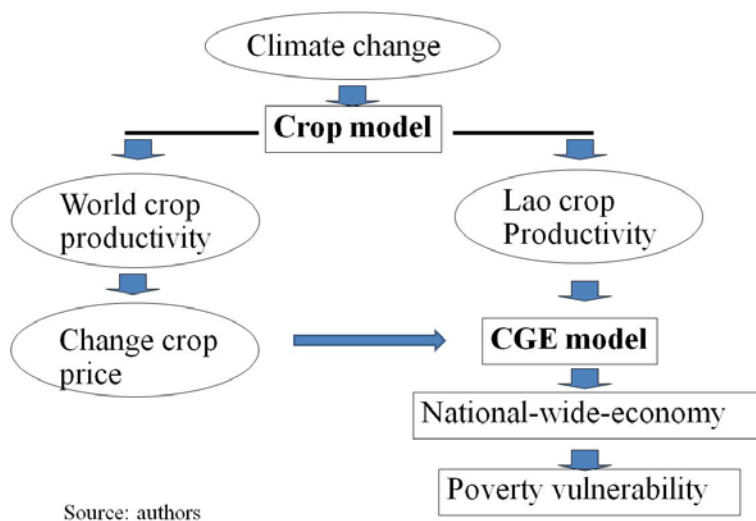 Climate change
Crop model
World crop
productivity
Lao crop
Productivity
Change crop
price
CGE model
National-wide-economy
Poverty vulnerability
Source: authors